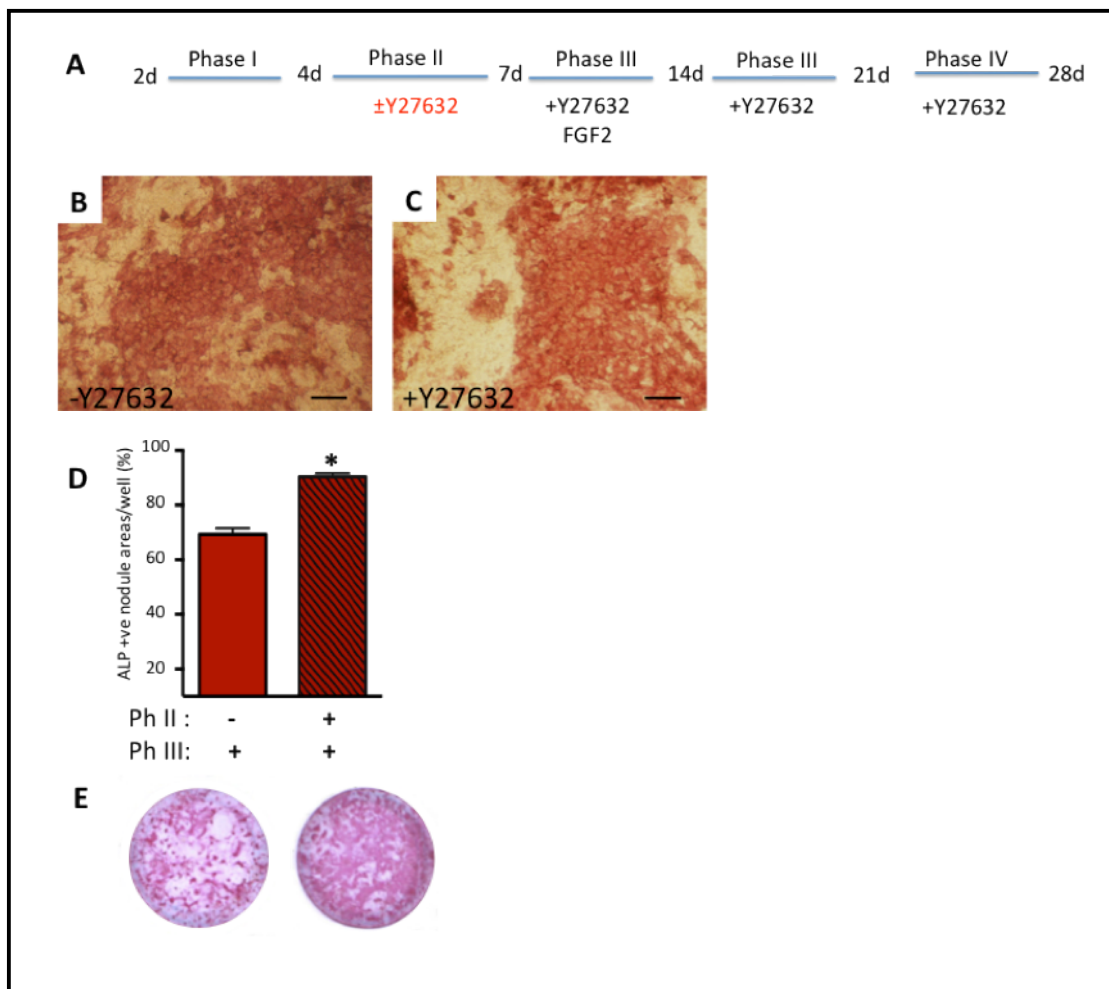 A
2d Phase I 4d Phase II 7d Phase III 14d Phase III 21d Phase IV 28d
±Y27632 +Y27632 +Y27632 +Y27632
FGF2
B C
-Y27632 +Y27632
D
ALP +ve nodule areas/well (%)
100
80
60
40
20
*
Ph II : - +
Ph III: + +
E